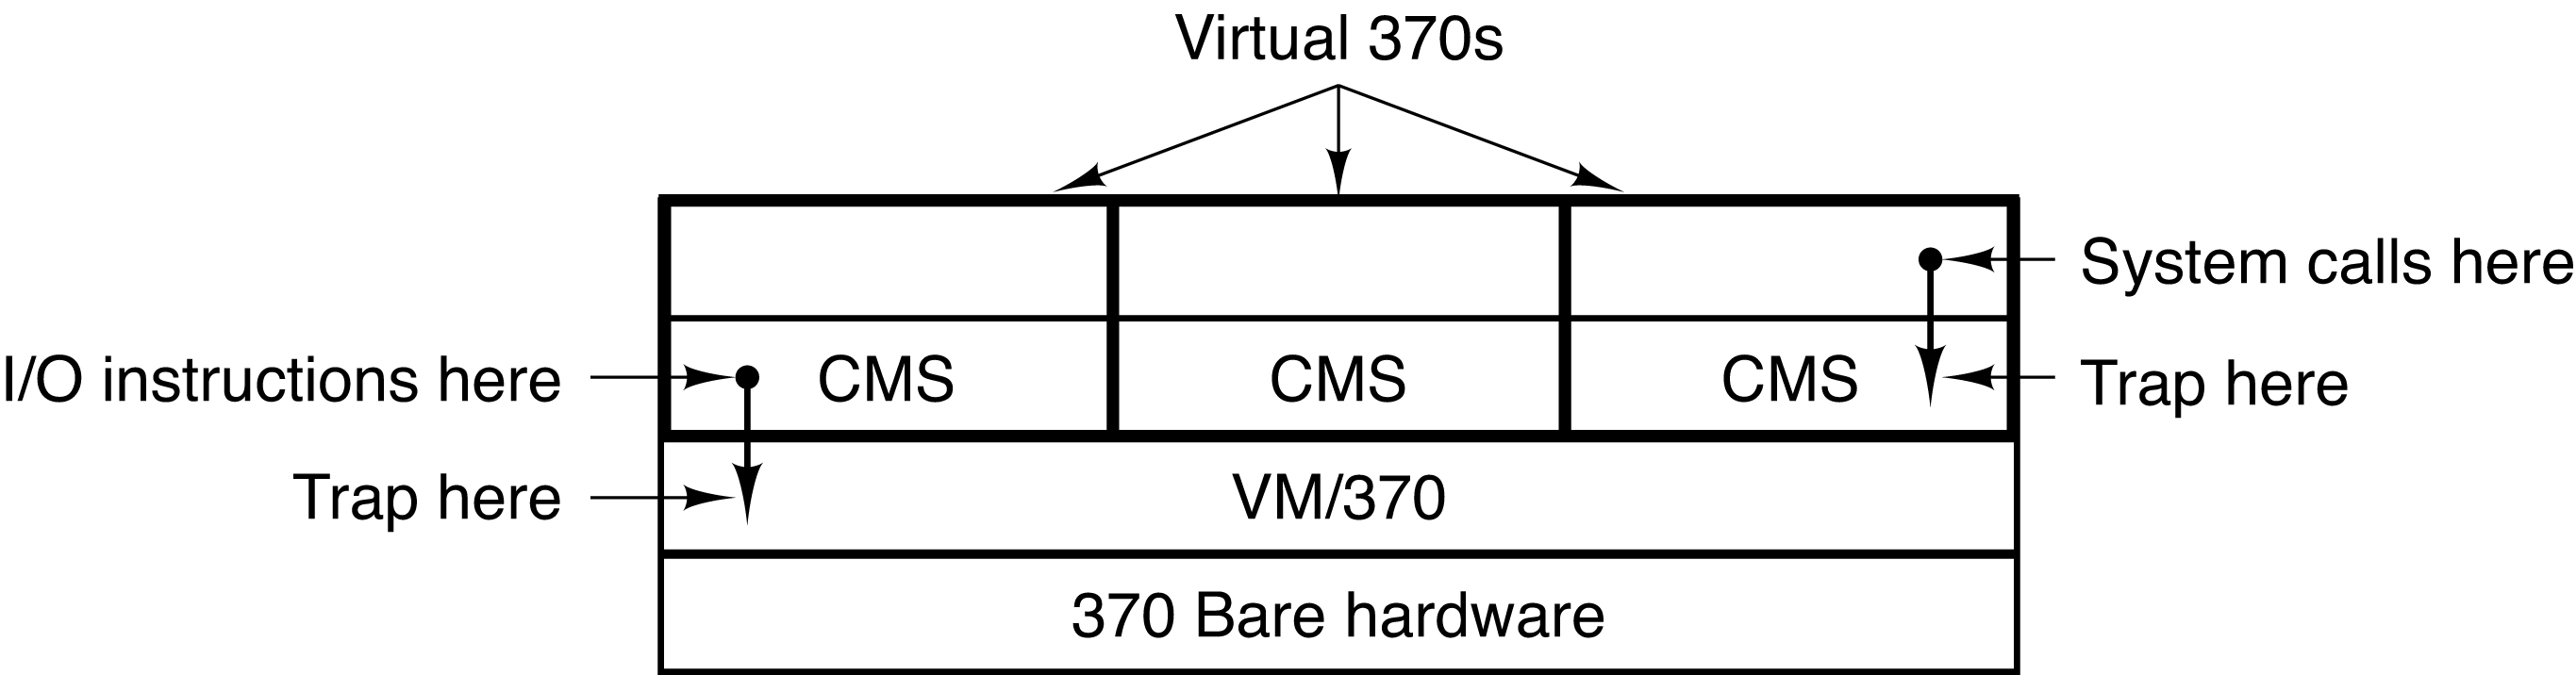 Virtual 370s
System calls here
I/O instructions here
CMS
CMS
CMS
Trap here
Trap here
VM/370
370 Bare hardware